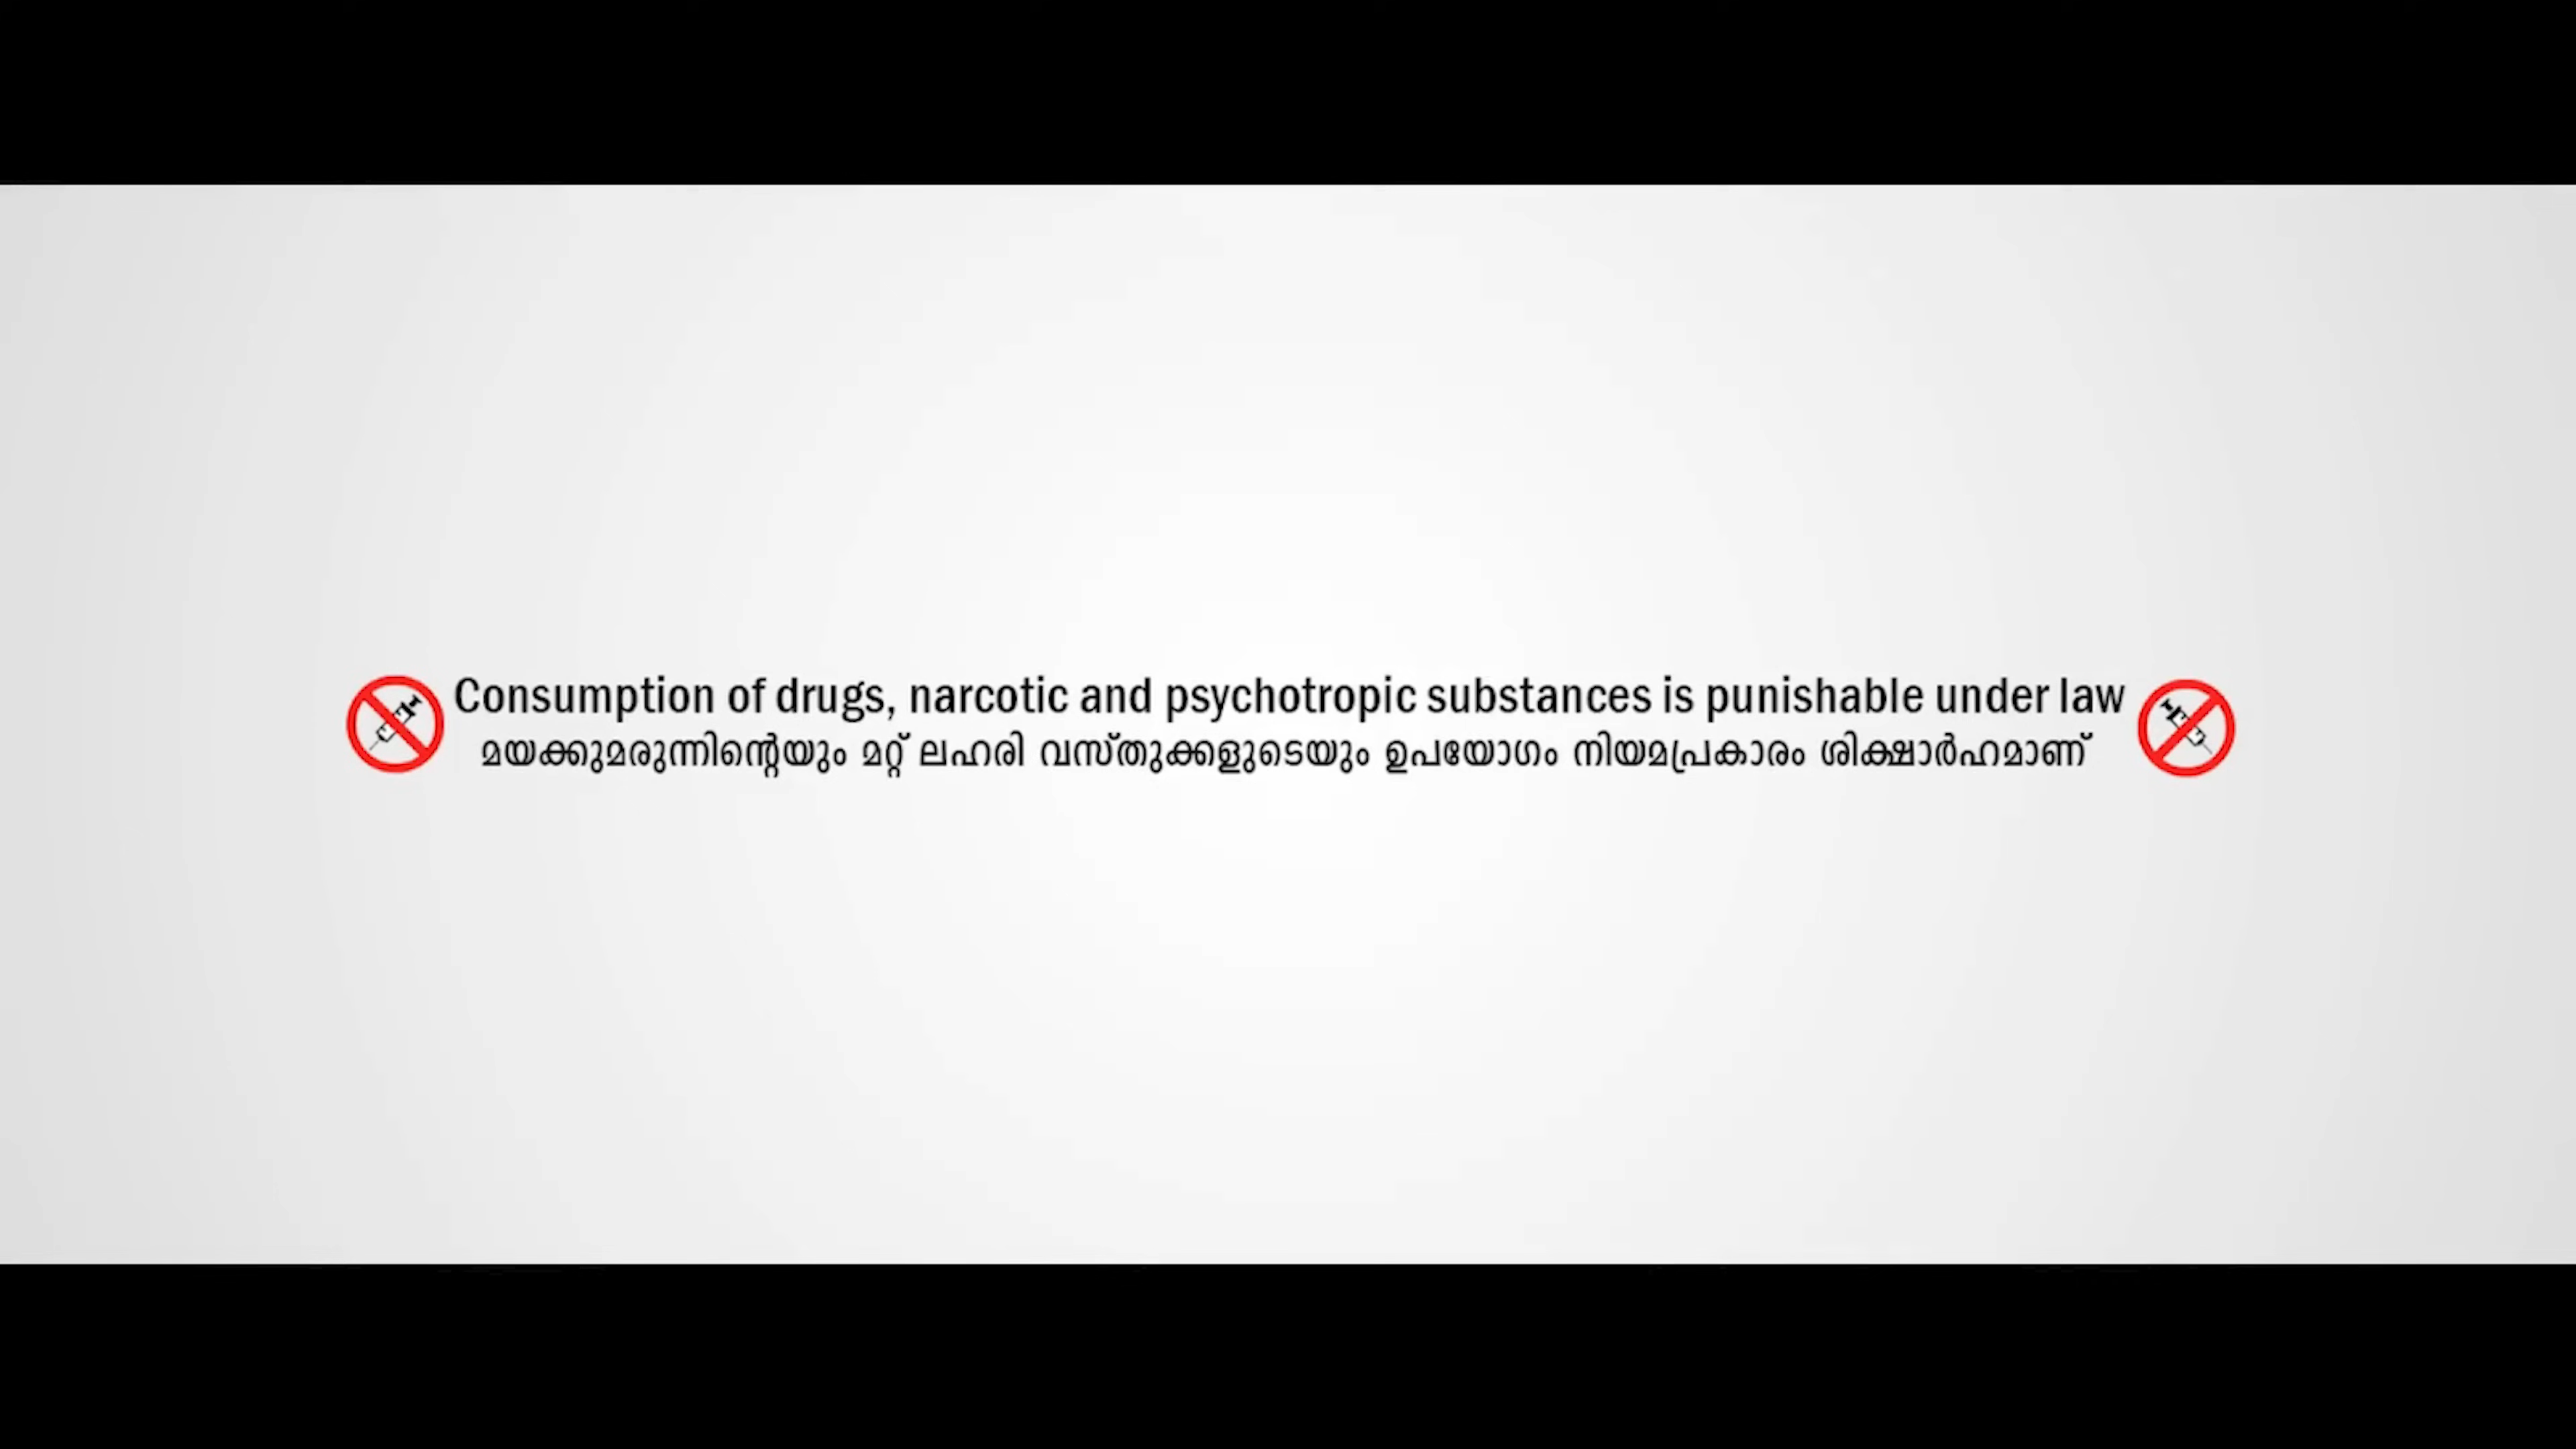 Consumption of drugs, narcotic and psychotropic substances is punishable under law
മയക്കുമരുന്നിന്റെയും മറ്റ് ലഹരി വസ്തുക്കളുടെയും ഉപയോഗം നിയമപ്രകാരം ശിക്ഷാർഹമാണ്